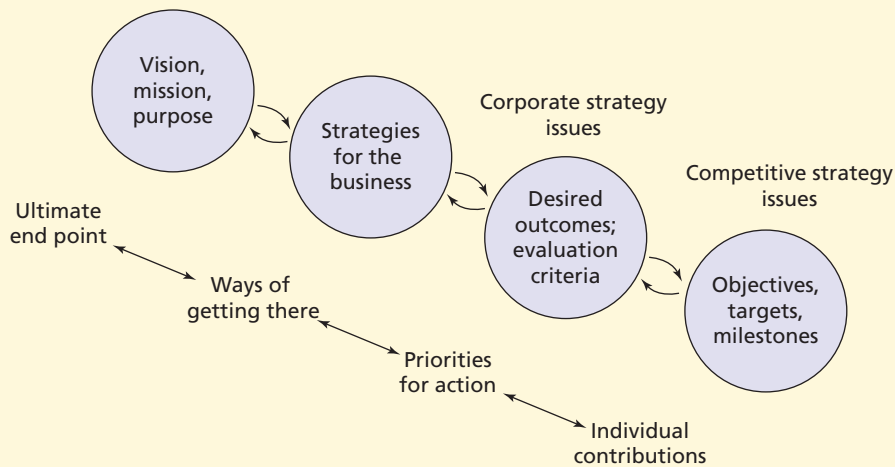 Vision,
mission,
purpose
Strategies
for the
business
Corporate strategy
issues
Desired
outcomes;
evaluation
criteria
Competitive strategy
issues
Objectives,
targets,
milestones
Ultimate
end point
Ways of
getting there
Priorities
for action
Individual
contributions